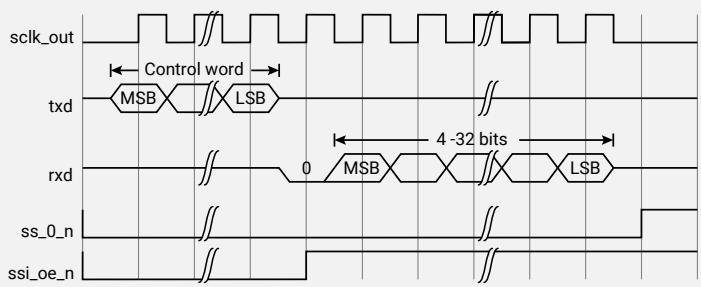 sclk_out
Control word
txd
MSB
LSB
4 -32 bits
rxd
0
MSB
LSB
ss_0_n
ssi_oe_n